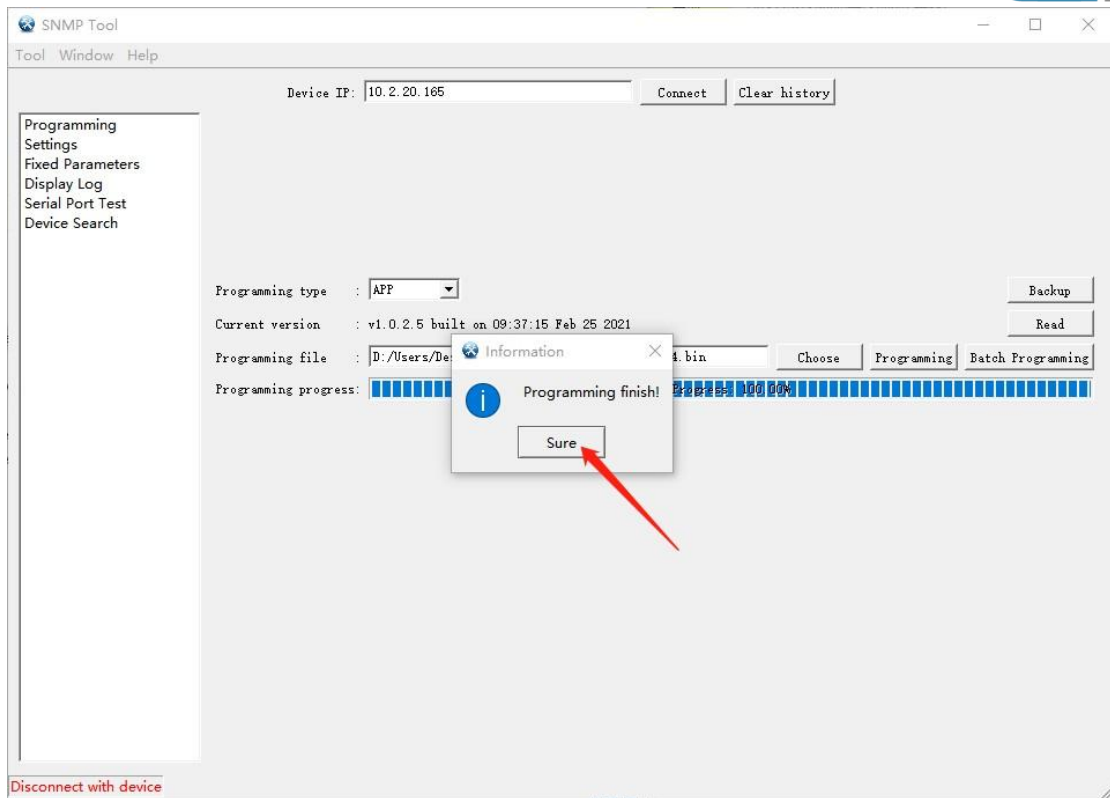 SNMP Tool
Tool Window Help
Device IP: 10.2.20.165 Connect Clear history
Programming
Settings
Fixed Parameters
Display Log
Serial Port Test
Device Search
Programming type : APP Backup
Current version : v1.0.2.5 built on 09:37:15 Feb 25 2021 Read
Programming file : D:/Users/De 4.bin Choose Programming Batch Programming
Programming progress: Progress: 100.00%
Information
Programming finish!
Sure
Disconnect with device